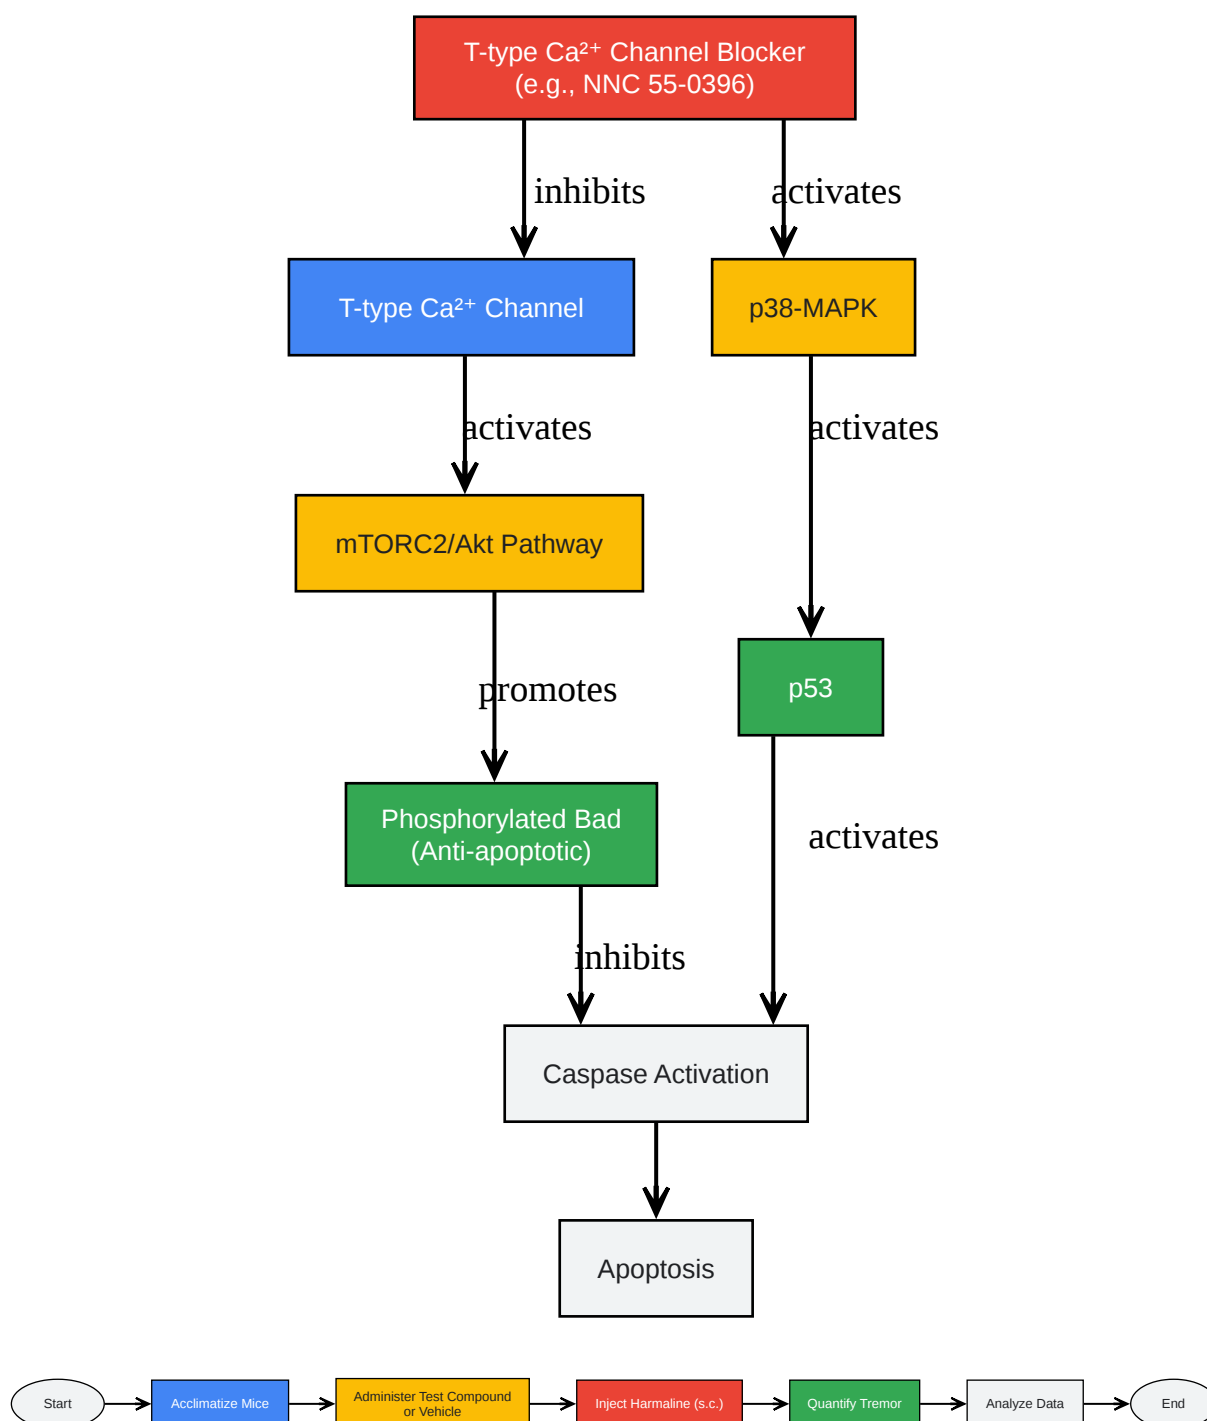 T-type Ca²⁺ Channel Blocker
(e.g., NNC 55-0396)
inhibits
activates
T-type Ca²⁺ Channel
p38-MAPK
activates
activates
mTORC2/Akt Pathway
promotes
p53
Phosphorylated Bad
(Anti-apoptotic)
activates
inhibits
Caspase Activation
Apoptosis
Start
Acclimatize Mice
Administer Test Compound
or Vehicle
Inject Harmaline (s.c.)
Quantify Tremor
Analyze Data
End